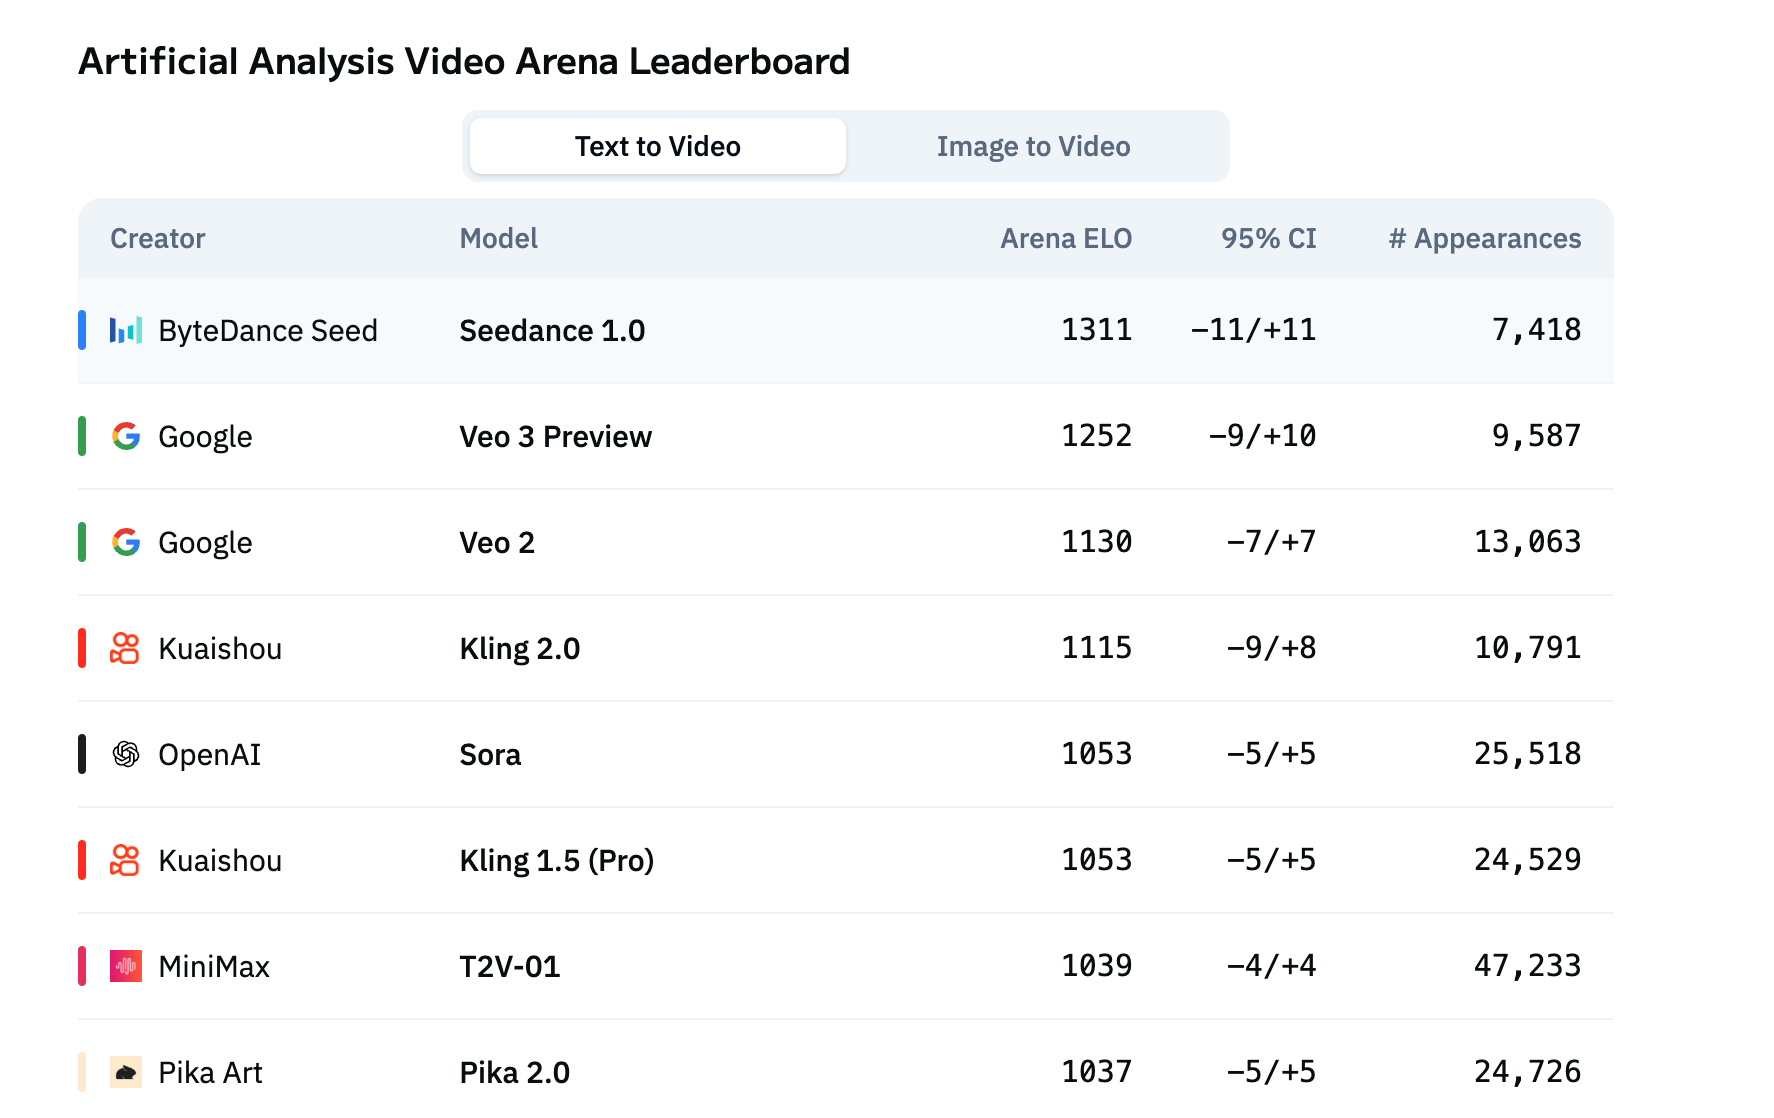 Artificial Analysis Video Arena Leaderboard
Text to Video Image to Video
Creator Model Arena ELO 95% CI # Appearances
ByteDance Seed Seedance 1.0 1311 −11/+11 7,418
Google Veo 3 Preview 1252 −9/+10 9,587
Google Veo 2 1130 −7/+7 13,063
Kuaishou Kling 2.0 1115 −9/+8 10,791
OpenAI Sora 1053 −5/+5 25,518
Kuaishou Kling 1.5 (Pro) 1053 −5/+5 24,529
MiniMax T2V-01 1039 −4/+4 47,233
Pika Art Pika 2.0 1037 −5/+5 24,726